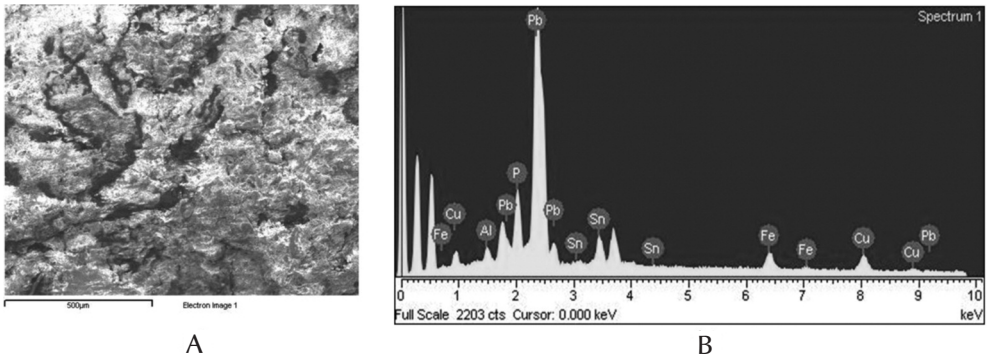 500µm
Electron Image 1
A
Spectrum 1
Pb
P
Pb
Cu
Fe
Al
Pb
Sn
Sn
Sn
Fe
Fe
Cu
Cu
Pb
0 1 2 3 4 5 6 7 8 9 10
Full Scale 2203 cts Cursor: 0.000 keV
keV
B